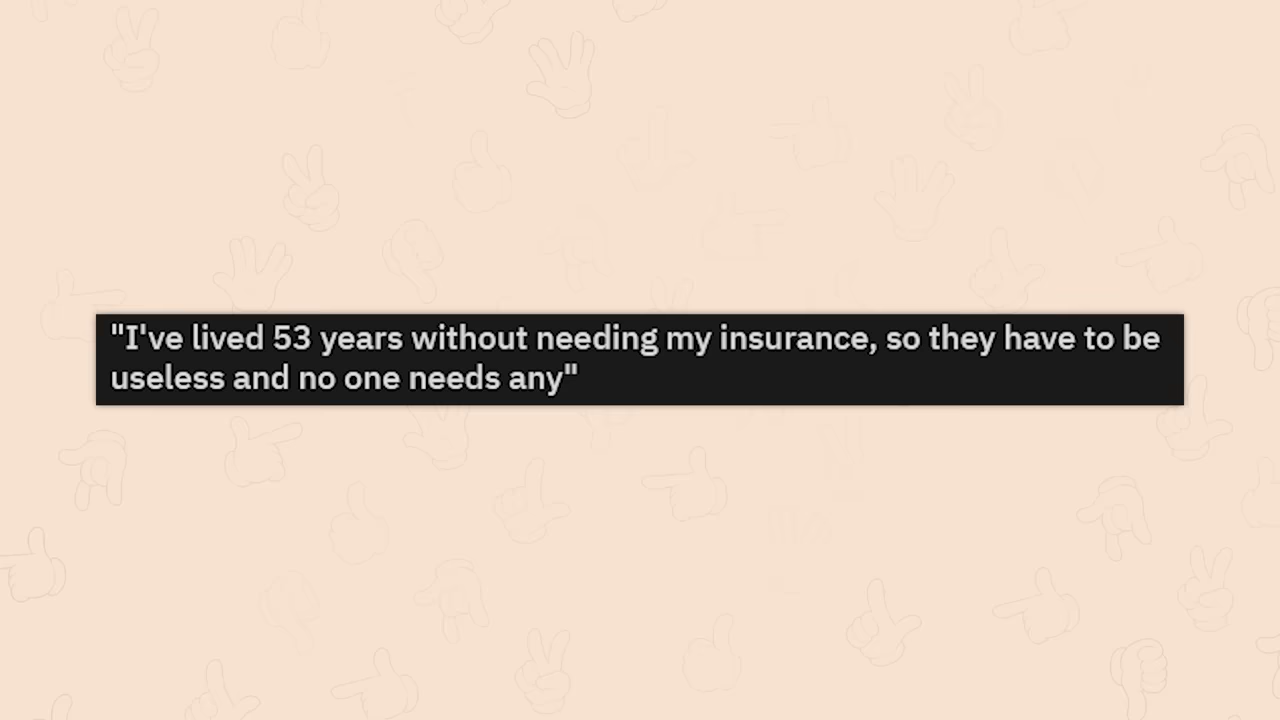 "I've lived 53 years without needing my insurance, so they have to be
useless and no one needs any"